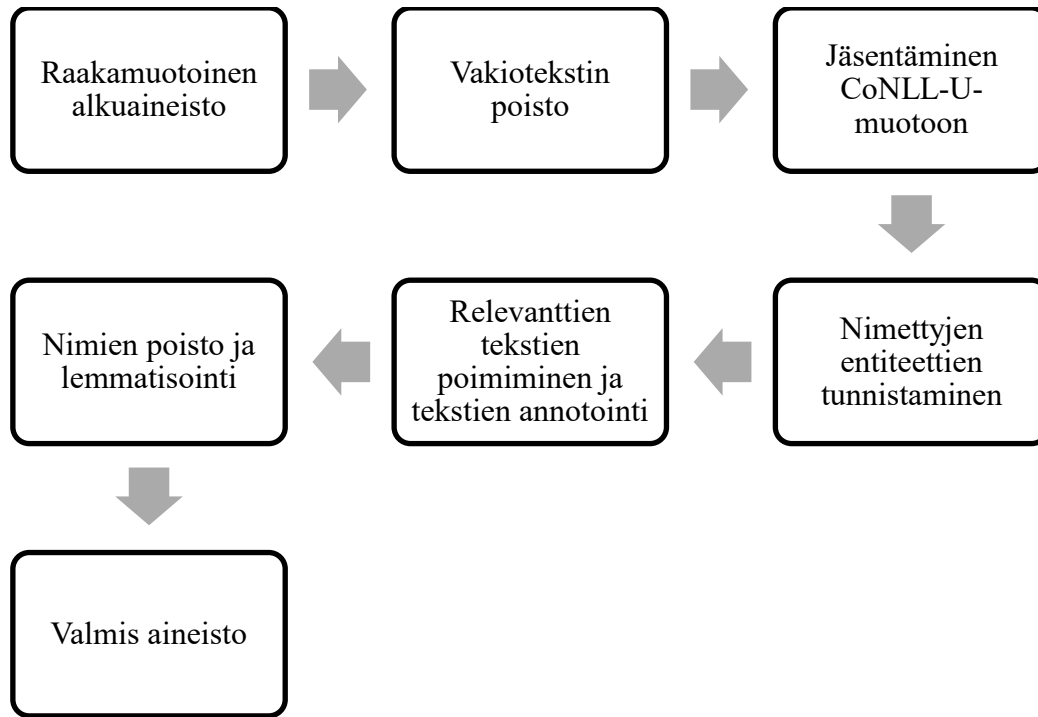 Raakamuotoinen
alkuaineisto
Vakiotekstin
poisto
Jäsentäminen
CoNLL-U-
muotoon
Nimettyjen
entiteettien
tunnistaminen
Relevanttien
tekstien
poimiminen ja
tekstien annotointi
Nimien poisto ja
lemmatisointi
Valmis aineisto